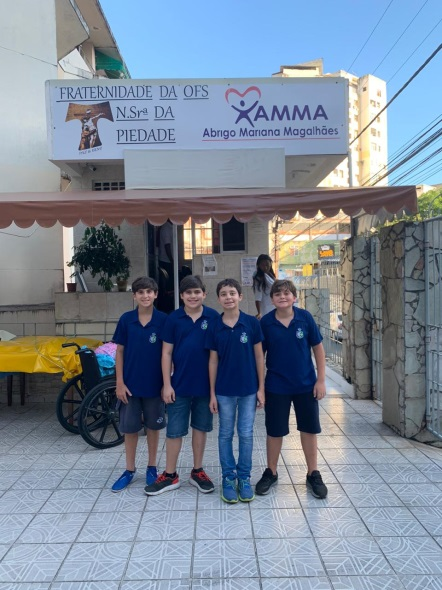 FRATERNIDADE DA OFS
N.Srª DA
PIEDADE
AMMA
Abrigo Mariana Magalhães